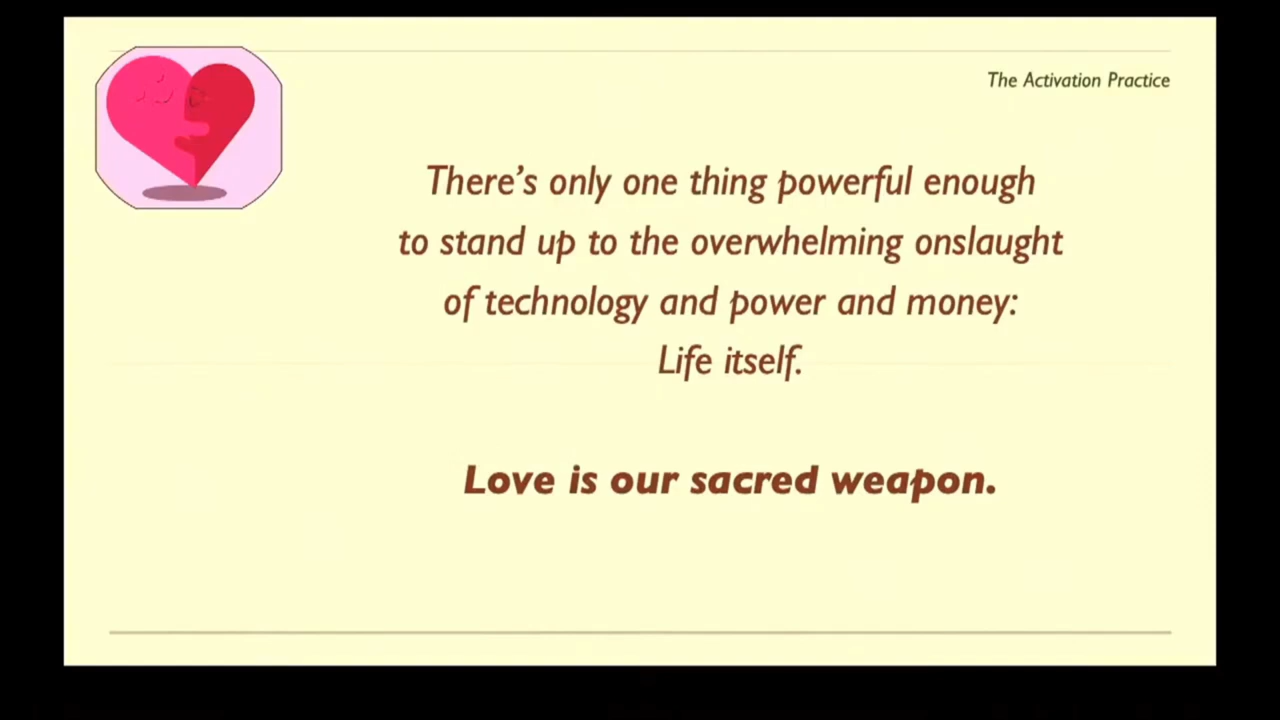 The Activation Practice
There's only one thing powerful enough
to stand up to the overwhelming onslaught
of technology and power and money:
Life itself.
Love is our sacred weapon.